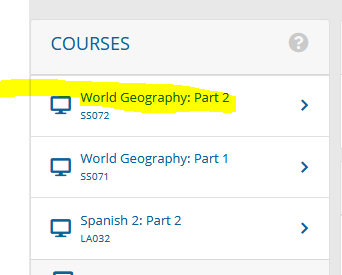 COURSES
?
World Geography: Part 2
SS072
World Geography: Part 1
SS071
Spanish 2: Part 2
LA032